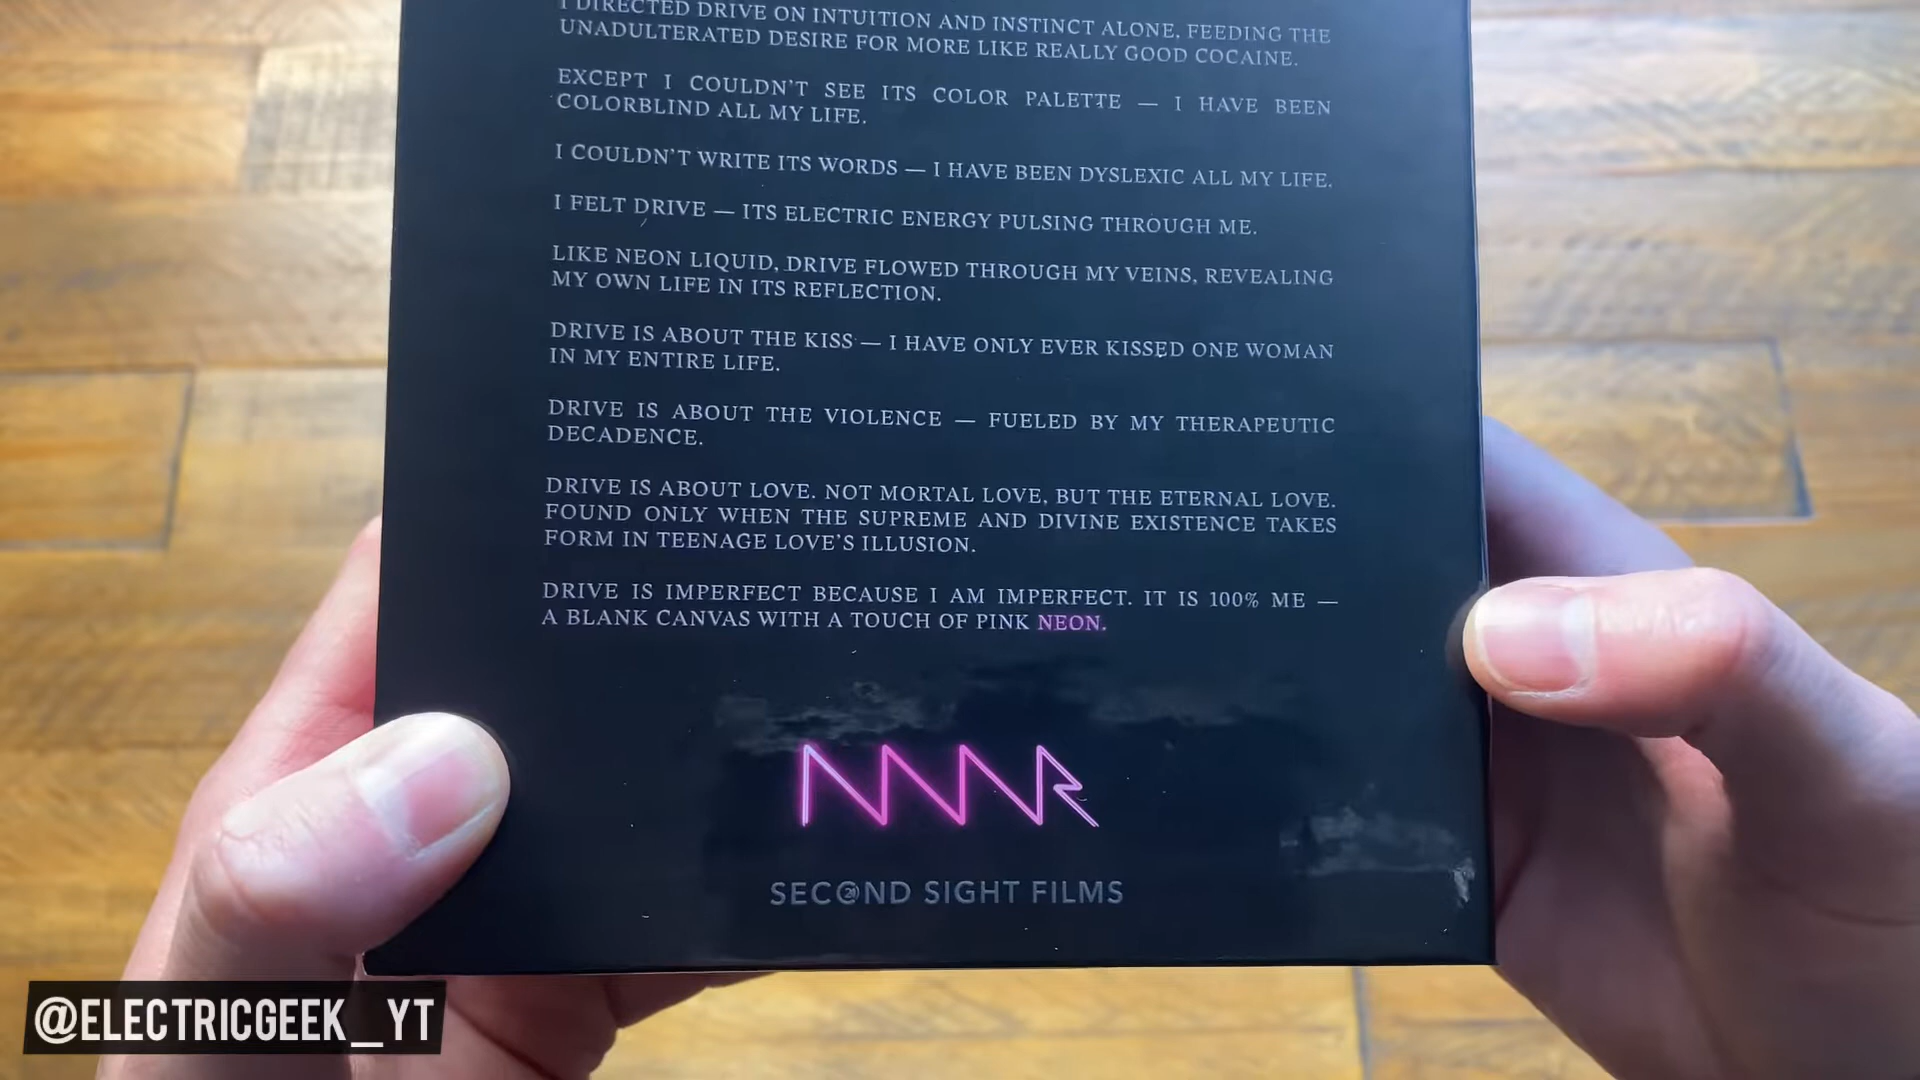 I DIRECTED DRIVE ON INTUITION AND INSTINCT ALONE. FEEDING THE
UNADULTERATED DESIRE FOR MORE LIKE REALLY GOOD COCAINE.
EXCEPT I COULDN'T SEE ITS COLOR PALETTE — I HAVE BEEN
COLORBLIND ALL MY LIFE.
I COULDN'T WRITE ITS WORDS — I HAVE BEEN DYSLEXIC ALL MY LIFE.
I FELT DRIVE — ITS ELECTRIC ENERGY PULSING THROUGH ME.
LIKE NEON LIQUID, DRIVE FLOWED THROUGH MY VEINS, REVEALING
MY OWN LIFE IN ITS REFLECTION.
DRIVE IS ABOUT THE KISS — I HAVE ONLY EVER KISSED ONE WOMAN
IN MY ENTIRE LIFE.
DRIVE IS ABOUT THE VIOLENCE — FUELED BY MY THERAPEUTIC
DECADENCE.
DRIVE IS ABOUT LOVE. NOT MORTAL LOVE, BUT THE ETERNAL LOVE.
FOUND ONLY WHEN THE SUPREME AND DIVINE EXISTENCE TAKES
FORM IN TEENAGE LOVE'S ILLUSION.
DRIVE IS IMPERFECT BECAUSE I AM IMPERFECT. IT IS 100% ME —
A BLANK CANVAS WITH A TOUCH OF PINK NEON.
SECOND SIGHT FILMS
@ELECTRICGEEK_YT